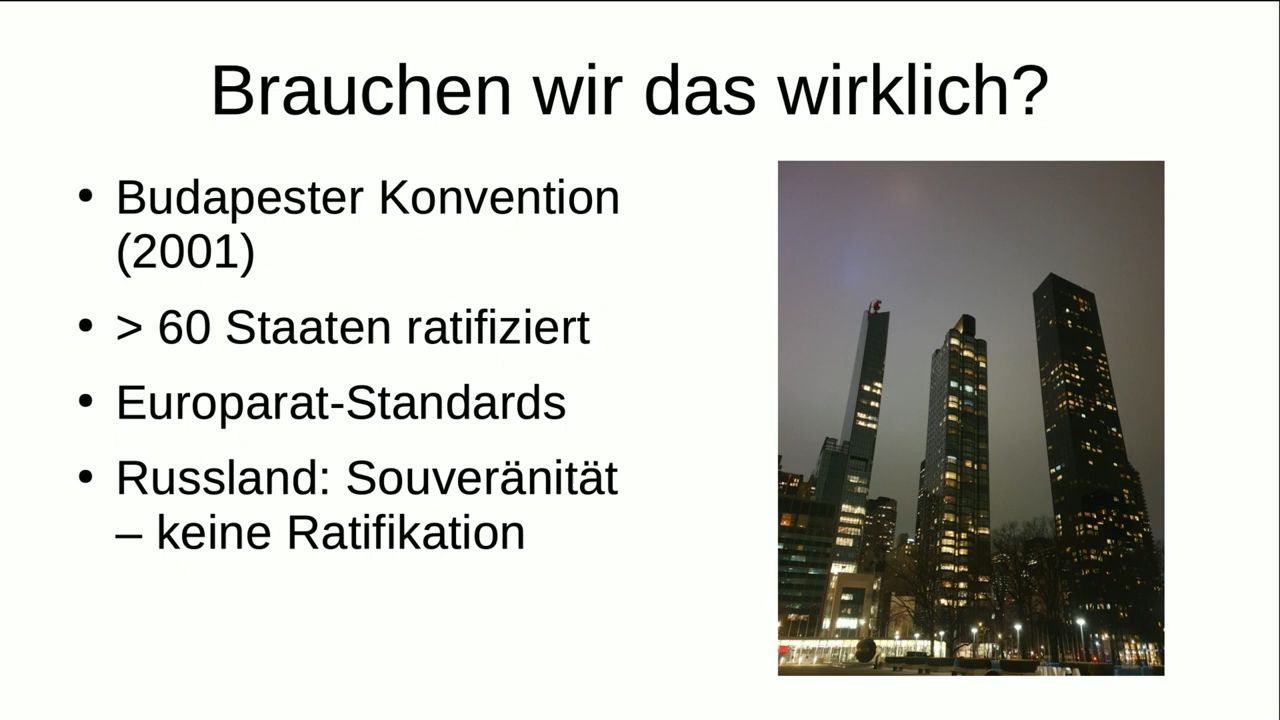 Brauchen wir das wirklich?
• Budapester Konvention
(2001)
• > 60 Staaten ratifiziert
• Europarat-Standards
• Russland: Souveränität
– keine Ratifikation